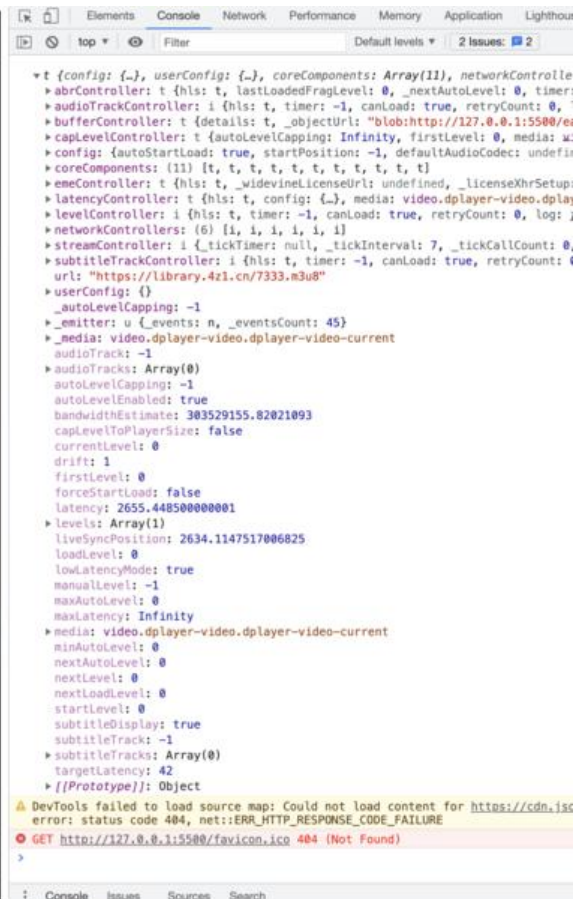 Elements Console Network Performance Memory Application Lighthou
top ▼ Filter Default levels ▼ 2 Issues: 2
▼t {config: {…}, userConfig: {…}, coreComponents: Array(11), networkControlle
▶abrController: t {hls: t, lastLoadedFragLevel: 0, _nextAutoLevel: 0, timer:
▶audioTrackController: i {hls: t, timer: -1, canLoad: true, retryCount: 0,
▶bufferController: t {details: t, _objectUrl: "blob:http://127.0.0.1:5500/ea
▶capLevelController: t {autoLevelCapping: Infinity, firstLevel: 0, media:
▶config: {autoStartLoad: true, startPosition: -1, defaultAudioCodec: undefin
▶coreComponents: (11) [t, t, t, t, t, t, t, t, t, t, t]
▶emeController: t {hls: t, _widevineLicenseUrl: undefined, _licenseXhrSetup:
▶latencyController: t {hls: t, config: {…}, media: video.dplayer-video.dplay
▶levelController: i {hls: t, timer: -1, canLoad: true, retryCount: 0, log:
▶networkControllers: (6) [i, i, i, i, i, i]
▶streamController: i {_tickTimer: null, _tickInterval: 7, _tickCallCount: 0,
▶subtitleTrackController: i {hls: t, timer: -1, canLoad: true, retryCount: 0
url: "https://library.4z1.cn/7333.m3u8"
▶userConfig: {}
_autoLevelCapping: -1
▶_emitter: u {_events: n, _eventsCount: 45}
▶_media: video.dplayer-video.dplayer-video-current
audioTrack: -1
▶audioTracks: Array(0)
autoLevelCapping: -1
autoLevelEnabled: true
bandwidthEstimate: 303529155.82021093
capLevelToPlayerSize: false
currentLevel: 0
drift: 1
firstLevel: 0
forceStartLoad: false
latency: 2655.448500000001
▶levels: Array(1)
liveSyncPosition: 2634.1147517006825
loadLevel: 0
lowLatencyMode: true
manualLevel: -1
maxAutoLevel: 0
maxLatency: Infinity
▶media: video.dplayer-video.dplayer-video-current
minAutoLevel: 0
nextAutoLevel: 0
nextLevel: 0
nextLoadLevel: 0
startLevel: 0
subtitleDisplay: true
subtitleTrack: -1
▶subtitleTracks: Array(0)
targetLatency: 42
▶[[Prototype]]: Object
DevTools failed to load source map: Could not load content for https://cdn.jsd
error: status code 404, net::ERR_HTTP_RESPONSE_CODE_FAILURE
GET http://127.0.0.1:5500/favicon.ico 404 (Not Found)
>
Console Issues Sources Search